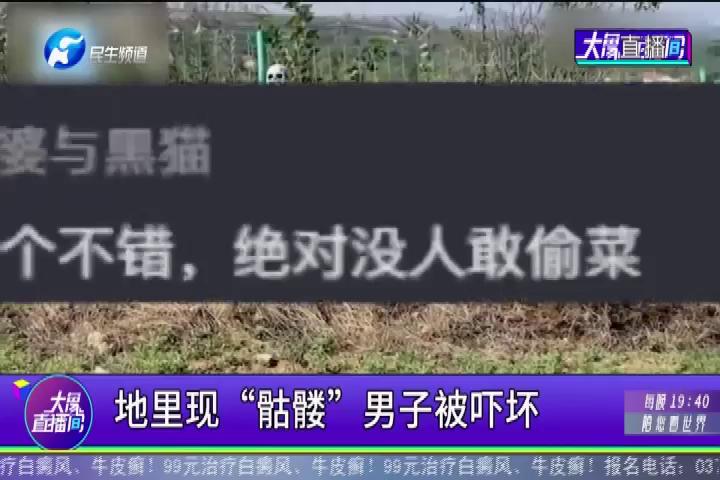 民生频道
大象直播间
婆与黑猫
个不错，绝对没人敢偷菜
大象直播间
地里现“骷髅”男子被吓坏
每晚19:40
陪您看世界
疗白癜风、牛皮癣！99元治疗白癜风、牛皮癣！99元治疗白癜风、牛皮癣！报名电话：037